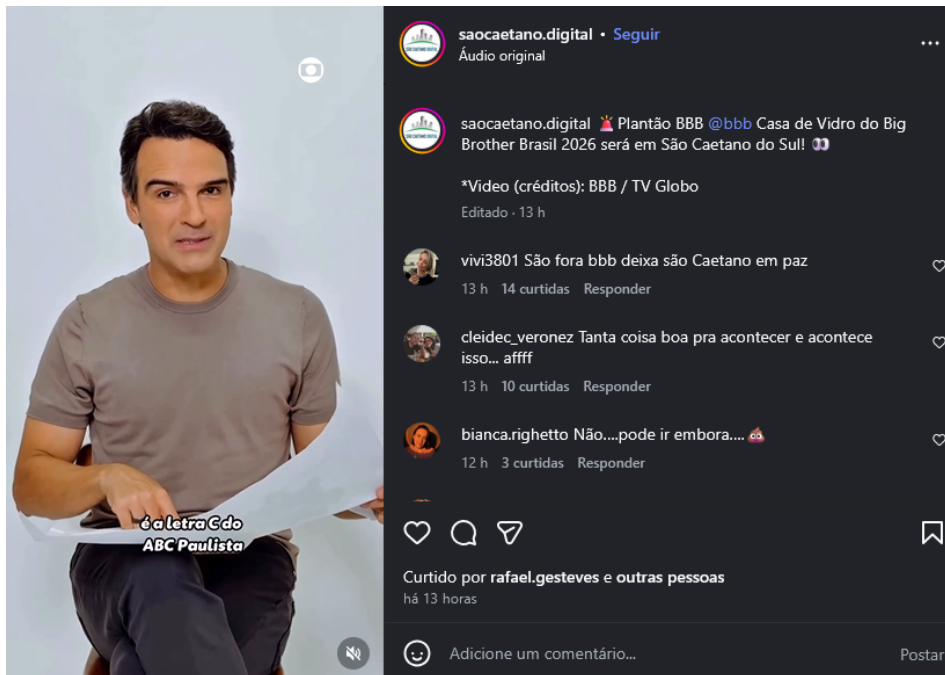 saocaetano.digital • Seguir
Áudio original
saocaetano.digital 🚨Plantão BBB @bbb Casa de Vidro do Big
Brother Brasil 2026 será em São Caetano do Sul! 👀
*Video (créditos): BBB / TV Globo
Editado · 13 h
vivi3801 São fora bbb deixa são Caetano em paz
13 h 14 curtidas Responder
cleidec_veronez Tanta coisa boa pra acontecer e acontece
isso... affff
13 h 10 curtidas Responder
bianca.righetto Não....pode ir embora....💩
12 h 3 curtidas Responder
é a letra C do
ABC Paulista
Curtido por rafael.gesteves e outras pessoas
há 13 horas
Adicione um comentário...
Postar